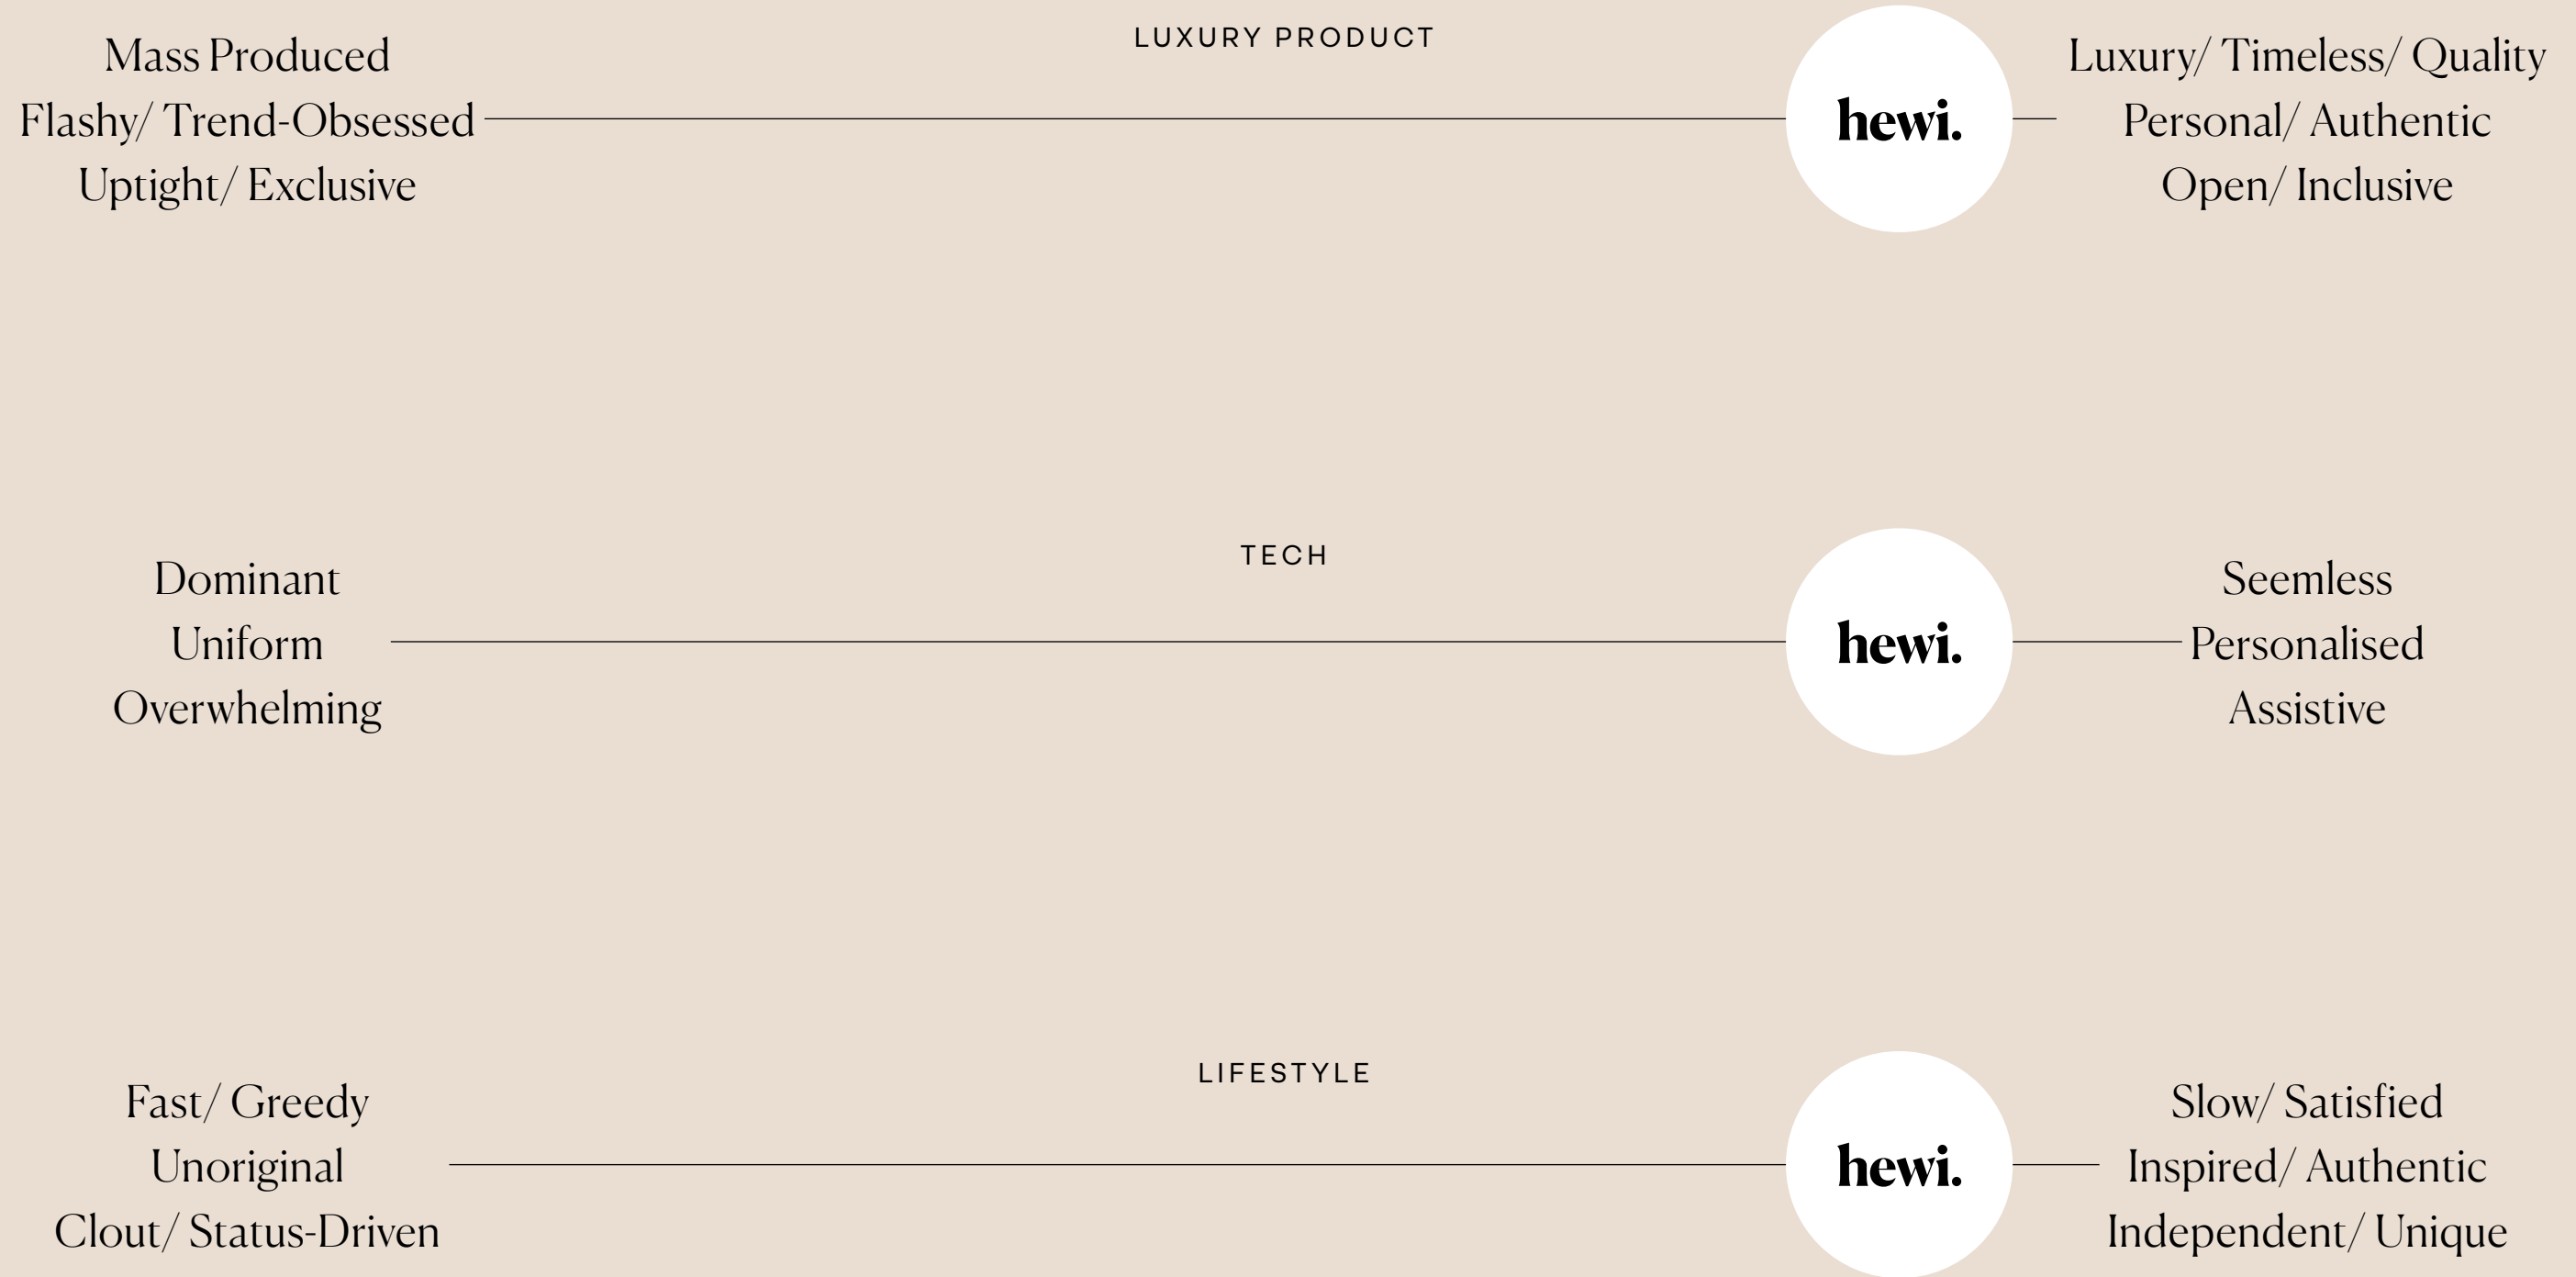 LUXURY PRODUCT
Mass Produced
Flashy/ Trend-Obsessed
Uptight/ Exclusive
hewi.
Luxury/ Timeless/ Quality
Personal/ Authentic
Open/ Inclusive
TECH
Dominant
Uniform
Overwhelming
hewi.
Seemless
Personalised
Assistive
LIFESTYLE
Fast/ Greedy
Unoriginal
Clout/ Status-Driven
hewi.
Slow/ Satisfied
Inspired/ Authentic
Independent/ Unique